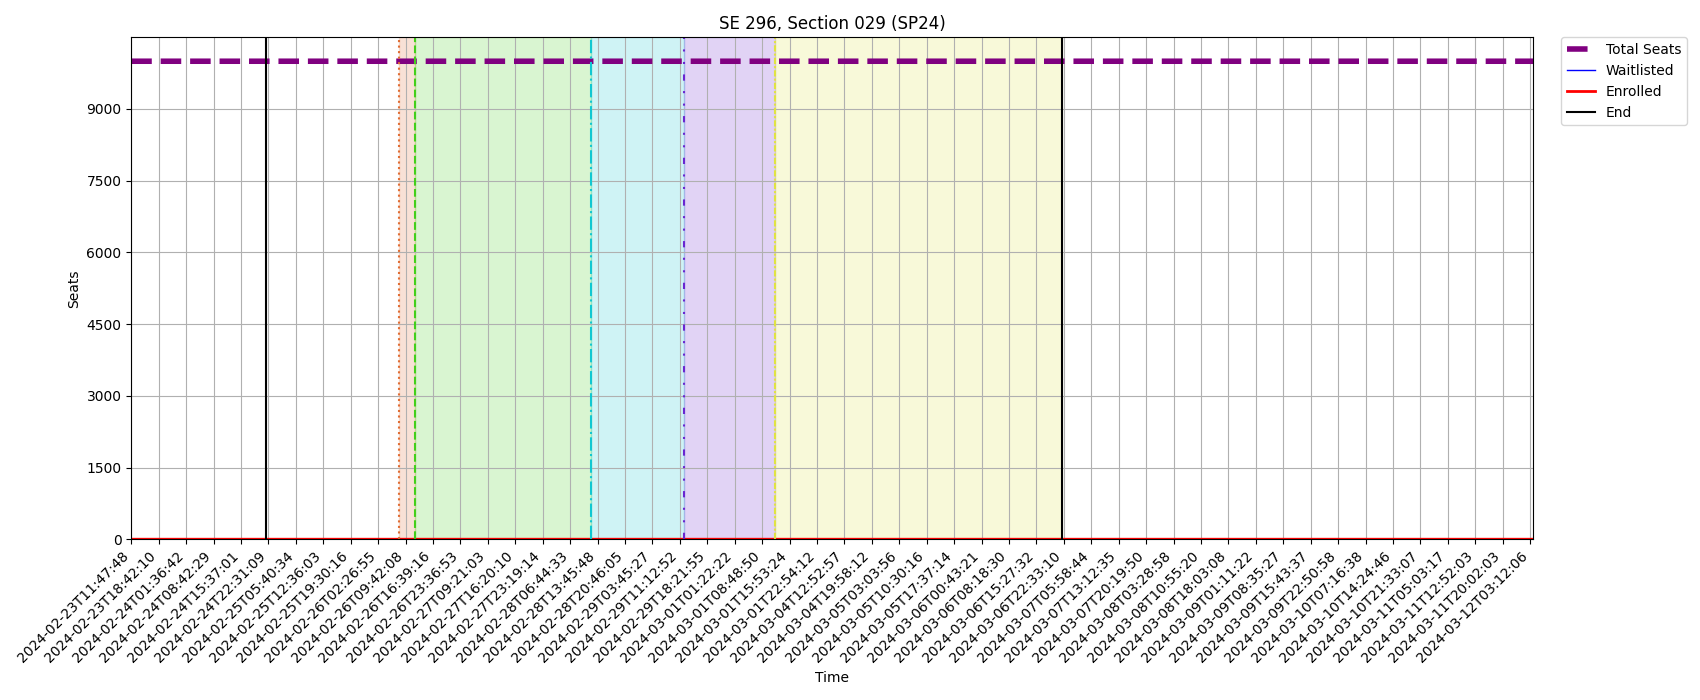 SE 296, Section 029 (SP24)
Total Seats
Waitlisted
Enrolled
End
Seats
9000
7500
6000
4500
3000
1500
0
2024-02-23T11:47:48
2024-02-23T18:42:10
2024-02-24T01:36:42
2024-02-24T08:42:29
2024-02-24T15:37:01
2024-02-24T22:31:09
2024-02-25T05:40:34
2024-02-25T12:36:03
2024-02-25T19:30:16
2024-02-26T02:26:55
2024-02-26T09:42:08
2024-02-26T16:39:16
2024-02-26T23:36:53
2024-02-27T09:21:03
2024-02-27T16:20:10
2024-02-27T23:19:14
2024-02-28T06:44:33
2024-02-28T13:45:48
2024-02-28T20:46:05
2024-02-29T03:45:27
2024-02-29T11:12:52
2024-02-29T18:21:55
2024-03-01T01:22:22
2024-03-01T08:48:50
2024-03-01T15:53:24
2024-03-01T22:54:12
2024-03-04T12:52:57
2024-03-04T19:58:12
2024-03-05T03:03:56
2024-03-05T10:30:16
2024-03-05T17:37:14
2024-03-06T00:43:21
2024-03-06T08:18:30
2024-03-06T15:27:32
2024-03-06T22:33:10
2024-03-07T05:58:44
2024-03-07T13:12:35
2024-03-07T20:19:50
2024-03-08T03:28:58
2024-03-08T10:55:20
2024-03-08T18:03:08
2024-03-09T01:11:22
2024-03-09T08:35:27
2024-03-09T15:43:37
2024-03-09T22:50:58
2024-03-10T07:16:38
2024-03-10T14:24:46
2024-03-10T21:33:07
2024-03-11T05:03:17
2024-03-11T12:52:03
2024-03-11T20:02:03
2024-03-12T03:12:06
Time